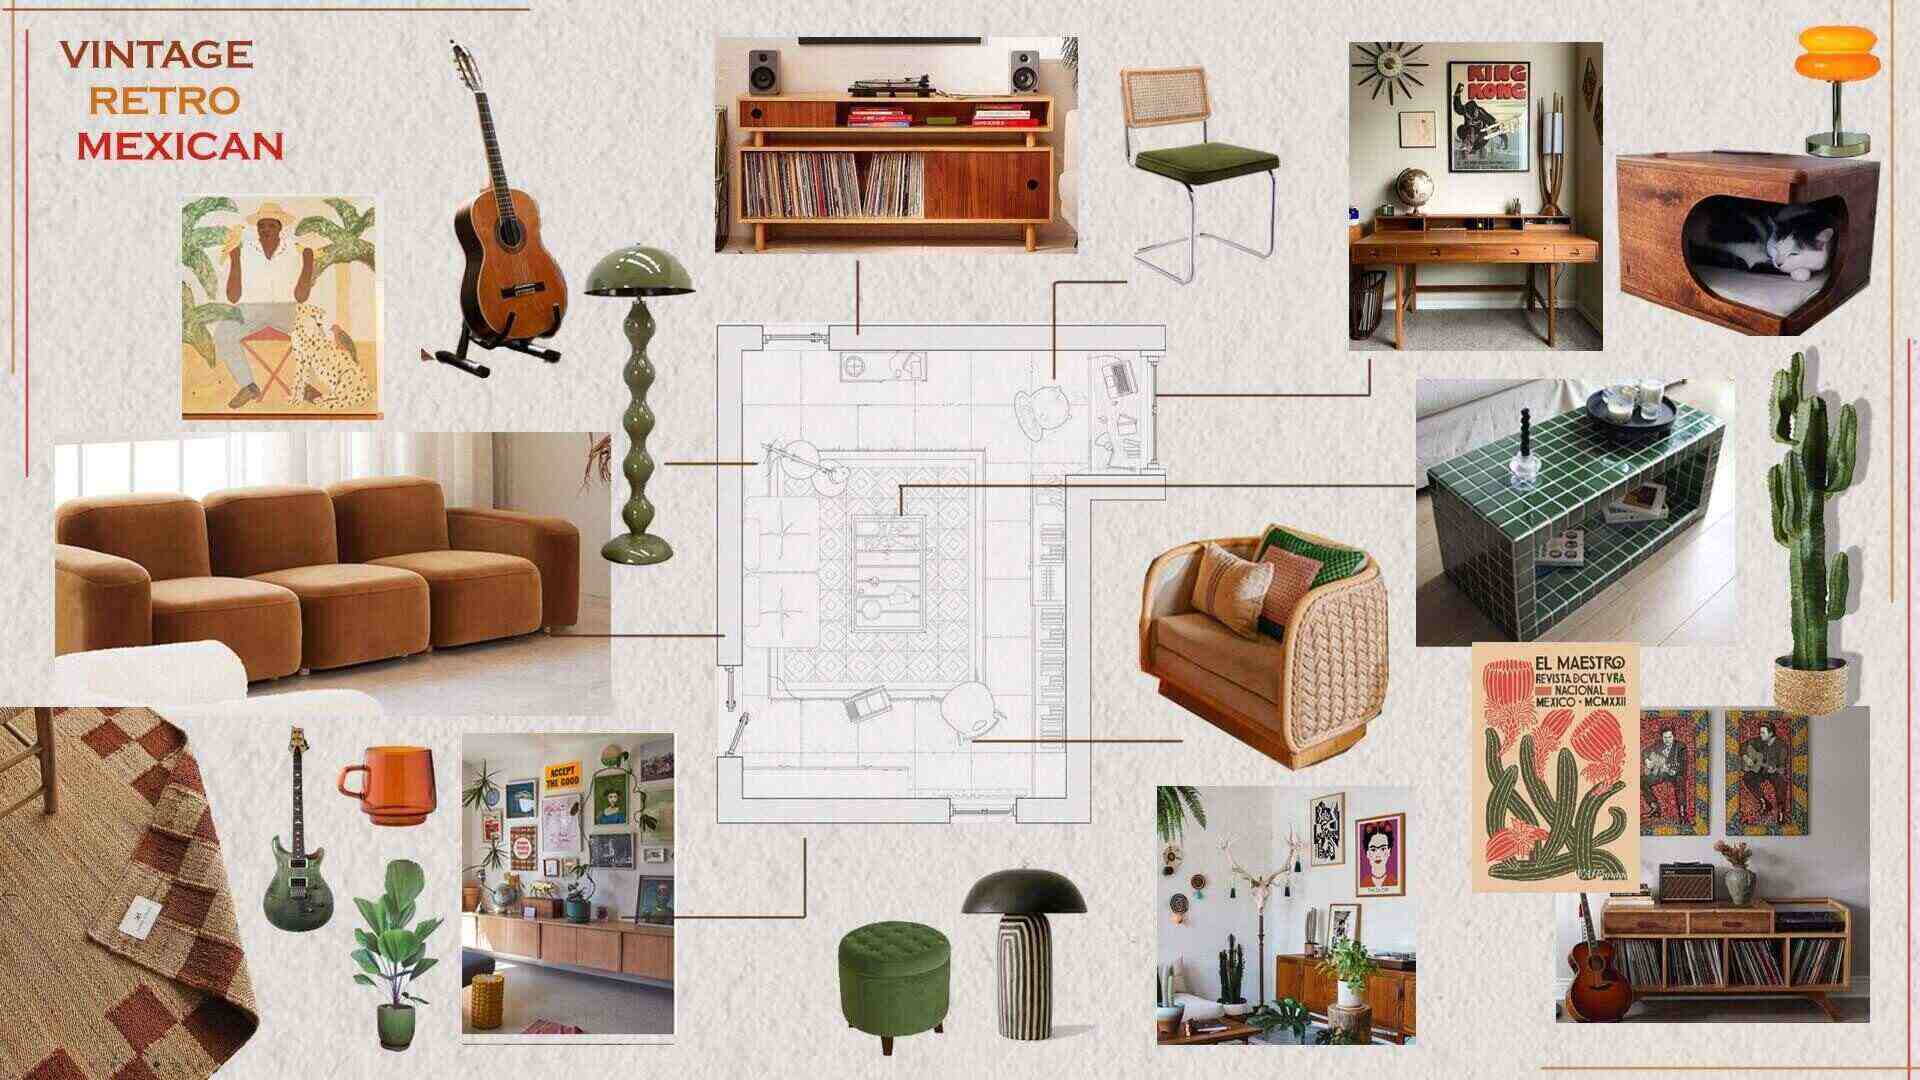 VINTAGE
RETRO
MEXICAN
KING
KONG
ACCEPT
THE GOOD
EL MAESTRO
REVISTA DCVLTVRA
NACIONAL
MEXICO · MCMXXII